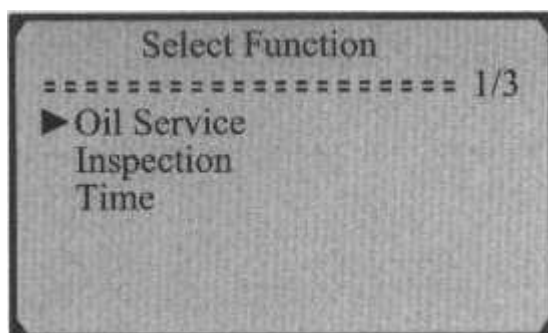 Select Function
==================== 1/3
►Oil Service
Inspection
Time